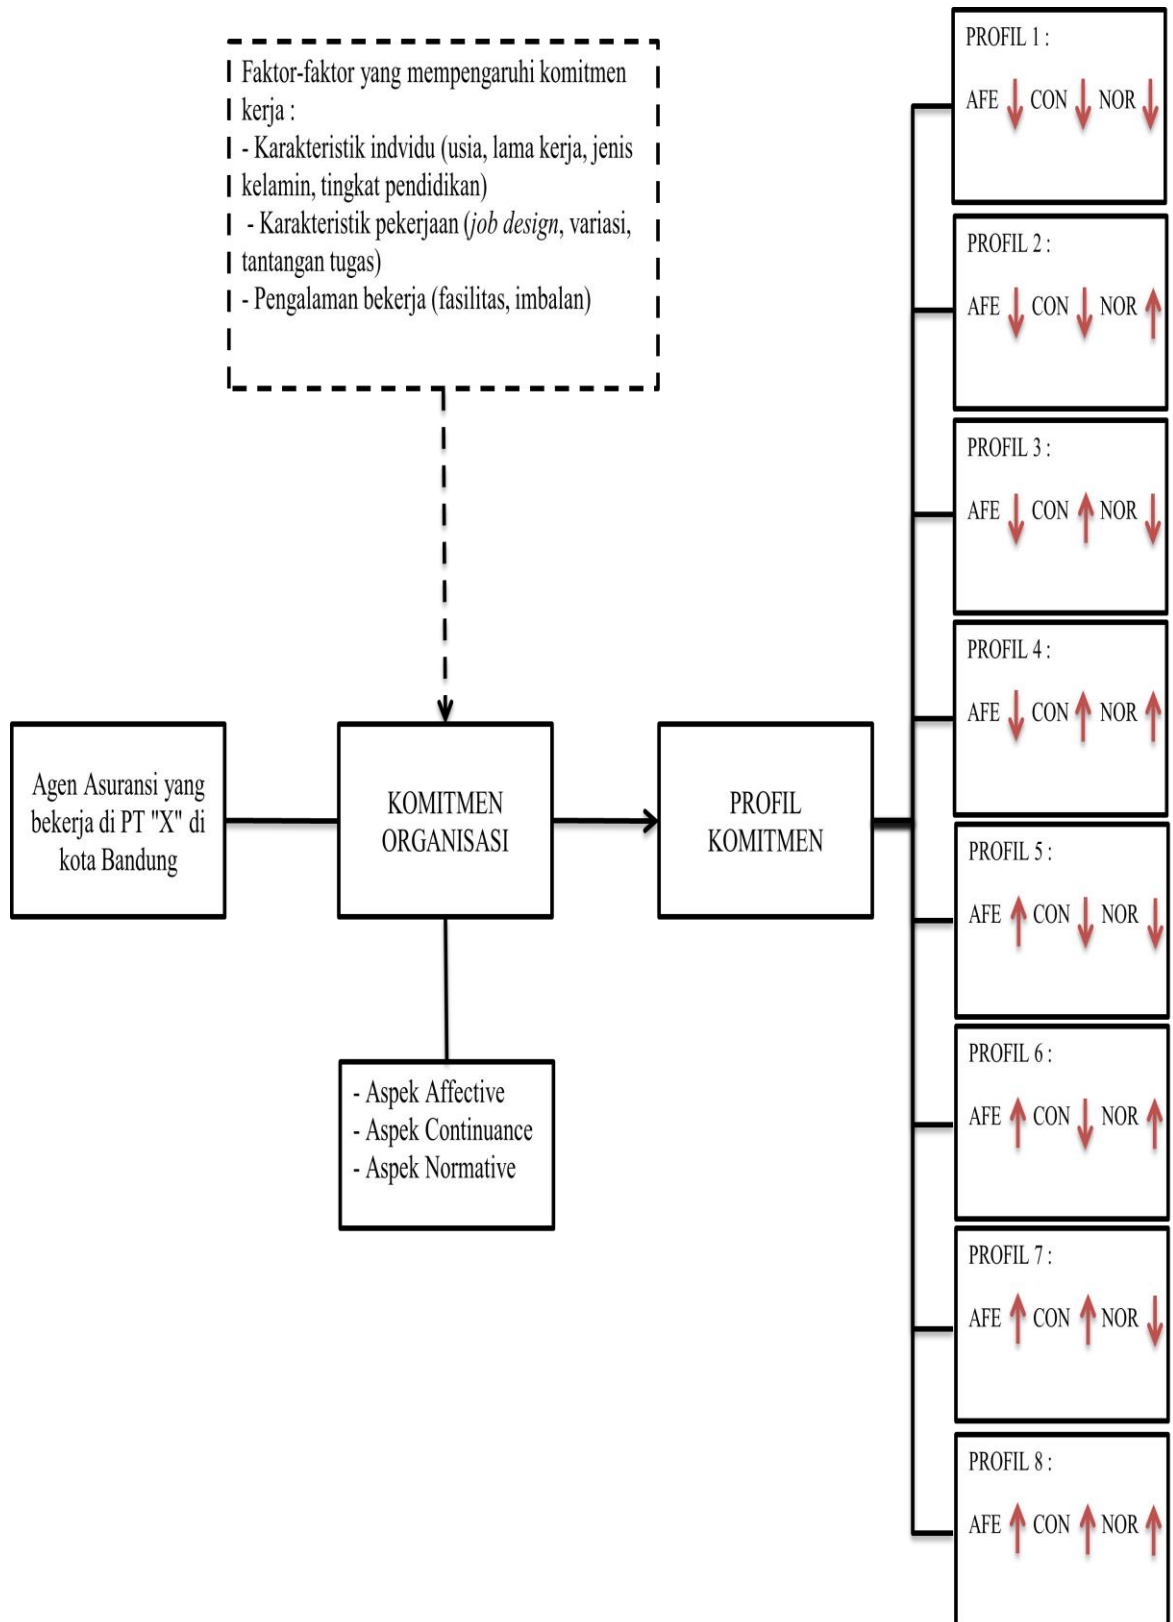 Faktor-faktor yang mempengaruhi komitmen
kerja :
- Karakteristik indvidu (usia, lama kerja, jenis
kelamin, tingkat pendidikan)
- Karakteristik pekerjaan (job design, variasi,
tantangan tugas)
- Pengalaman bekerja (fasilitas, imbalan)
Agen Asuransi yang
bekerja di PT "X" di
kota Bandung
KOMITMEN
ORGANISASI
- Aspek Affective
- Aspek Continuance
- Aspek Normative
PROFIL
KOMITMEN
PROFIL 1 :
AFE ↓ CON ↓ NOR ↓
PROFIL 2 :
AFE ↓ CON ↓ NOR ↑
PROFIL 3 :
AFE ↓ CON ↑ NOR ↓
PROFIL 4 :
AFE ↓ CON ↑ NOR ↑
PROFIL 5 :
AFE ↑ CON ↓ NOR ↓
PROFIL 6 :
AFE ↑ CON ↓ NOR ↑
PROFIL 7 :
AFE ↑ CON ↑ NOR ↓
PROFIL 8 :
AFE ↑ CON ↑ NOR ↑